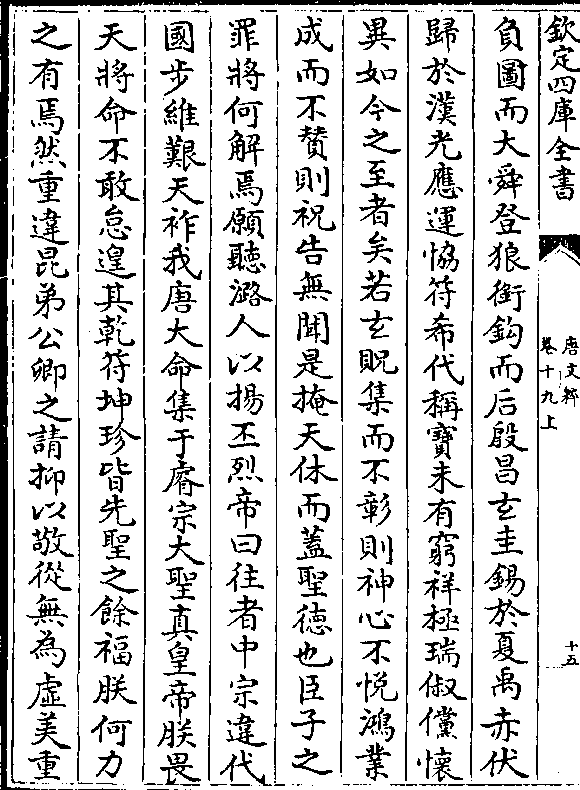 欽定四庫全書
唐文粹
卷十九上
十五
負圖而大舜登狼銜鈎而后殷昌玄圭錫於夏禹赤伏
歸於漢光應運恊符希代稱寶未有窮祥極瑞俶儻懷
異如今之至者矣若玄貺集而不彰則神心不悅鴻業
成而不贊則祝告無聞是掩天休而蓋聖德也臣子之
罪將何解焉願聽潞人以揚丕烈帝曰往者中宗違代
國步維艱天祚我唐大命集于睿宗大聖真皇帝朕畏
天將命不敢怠遑其乾符坤珍皆先聖之餘福朕何力
之有焉然重違昆弟公卿之請抑以敬從無為虛美重